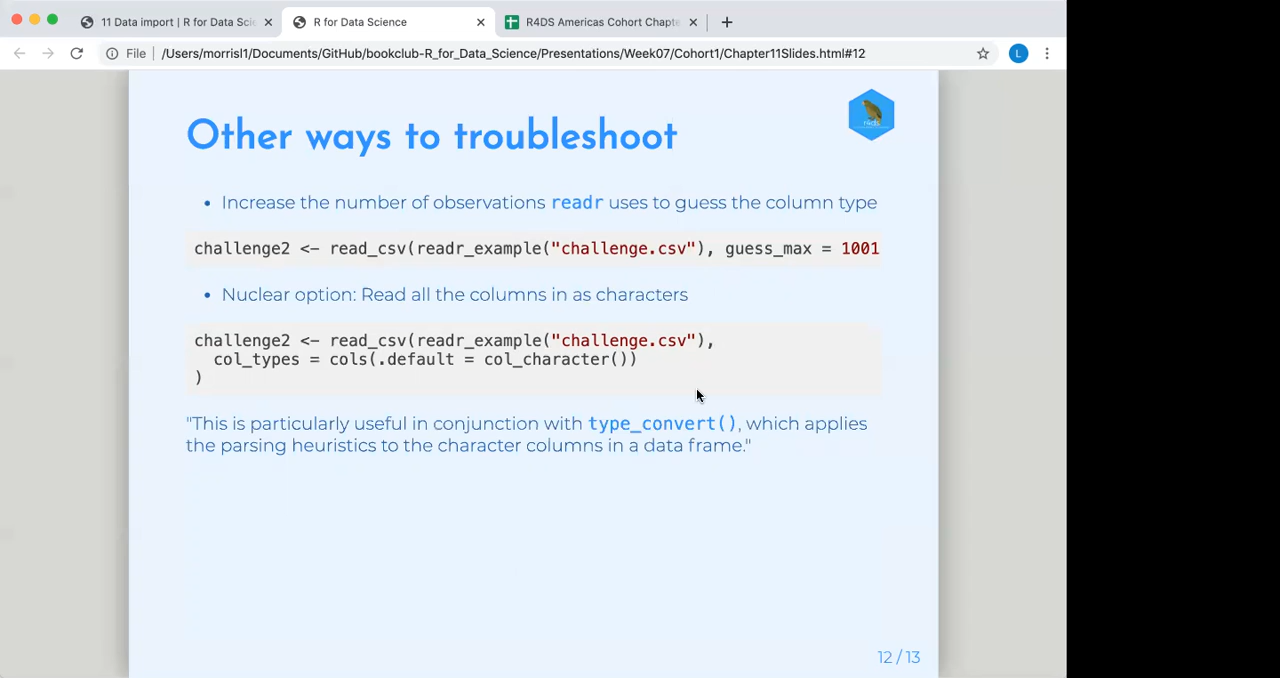 11 Data import | R for Data Scie
R for Data Science
R4DS Americas Cohort Chapte
File
/Users/morrisl1/Documents/GitHub/bookclub-R_for_Data_Science/Presentations/Week07/Cohort1/Chapter11Slides.html#12
L
Other ways to troubleshoot
r4ds
• Increase the number of observations readr uses to guess the column type
challenge2 <- read_csv(readr_example("challenge.csv"), guess_max = 1001
• Nuclear option: Read all the columns in as characters
challenge2 <- read_csv(readr_example("challenge.csv"),
col_types = cols(.default = col_character())
)
"This is particularly useful in conjunction with type_convert(), which applies
the parsing heuristics to the character columns in a data frame."
12 / 13